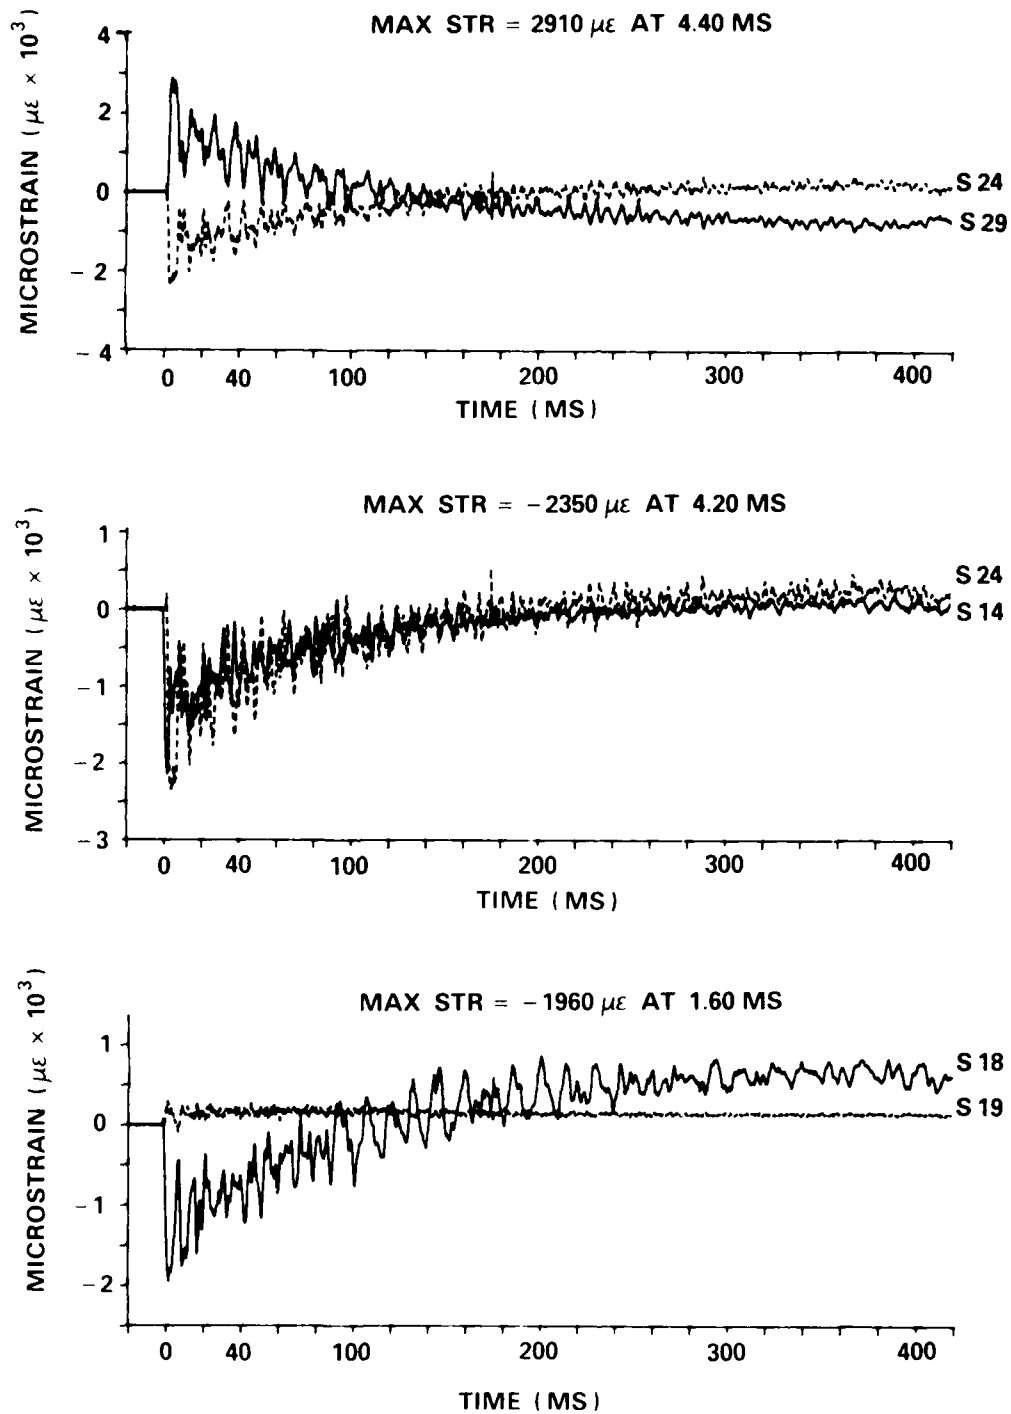 MAX STR = 2910 με AT 4.40 MS
MICROSTRAIN (με × 10³)
4
2
0
– 2
– 4
S 24
S 29
0 40 100 200 300 400
TIME (MS)
MAX STR = –2350 με AT 4.20 MS
MICROSTRAIN (με × 10³)
1
0
–1
–2
–3
S 24
S 14
0 40 100 200 300 400
TIME (MS)
MAX STR = –1960 με AT 1.60 MS
MICROSTRAIN (με × 10³)
1
0
–1
–2
S 18
S 19
0 40 100 200 300 400
TIME (MS)